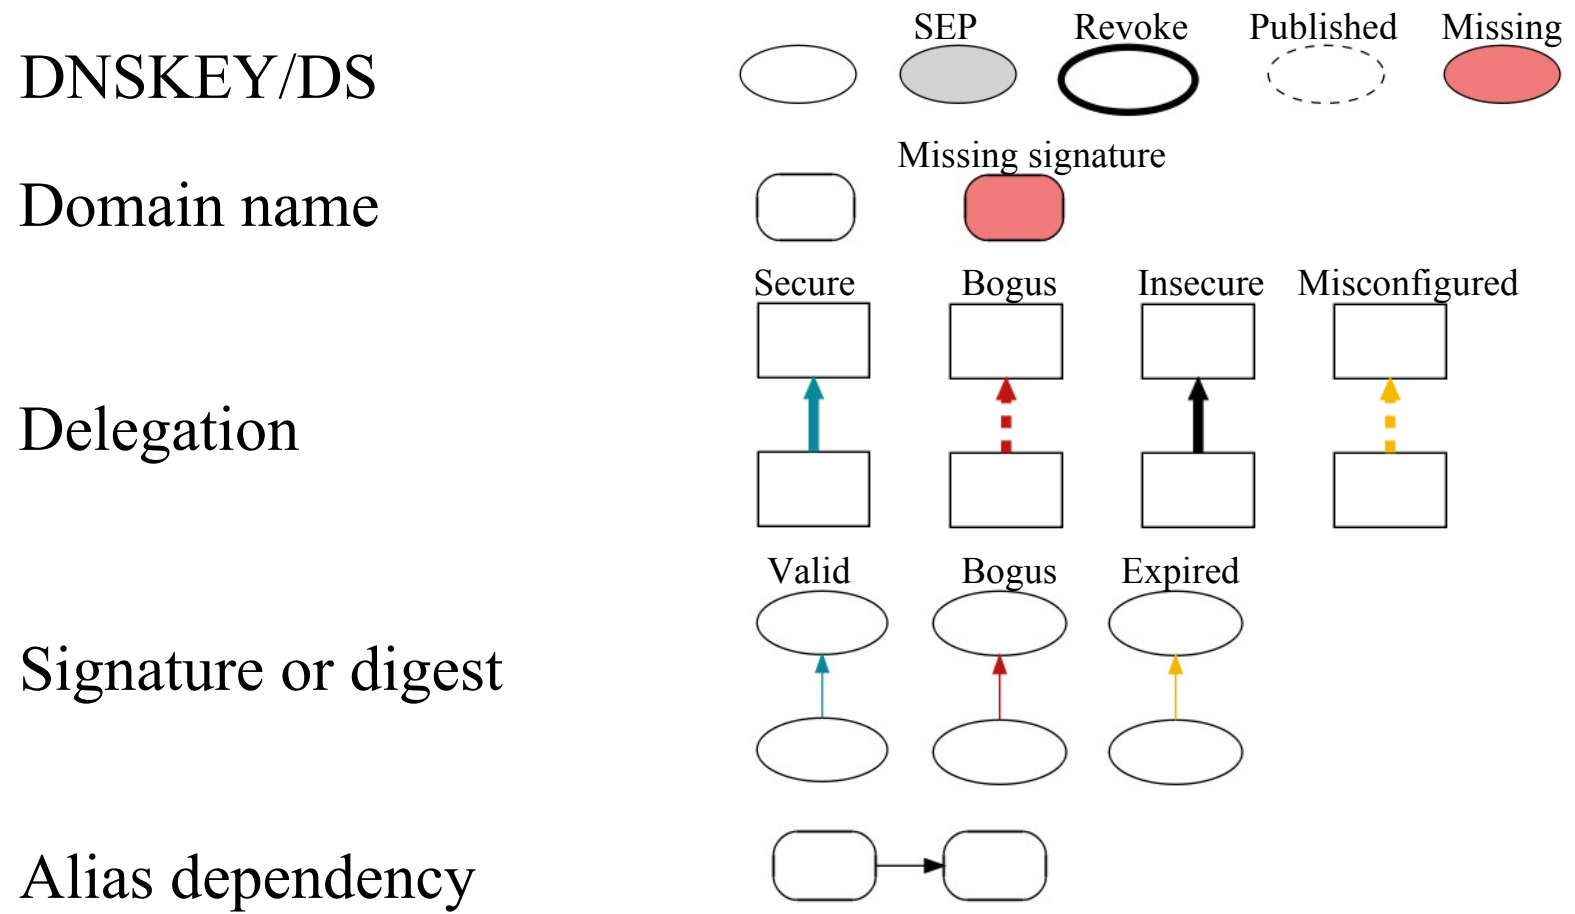 SEP Revoke Published Missing
DNSKEY/DS
Missing signature
Domain name
Secure Bogus Insecure Misconfigured
Delegation
Valid Bogus Expired
Signature or digest
Alias dependency